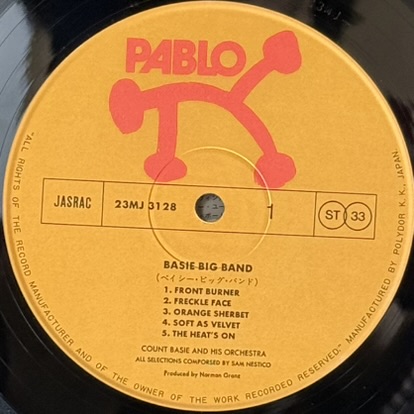 PABLO
JASRAC
23MJ 3128
1
ST 33
BASIE BIG BAND
(ベイシー・ビッグ・バンド)
1. FRONT BURNER
2. FRECKLE FACE
3. ORANGE SHERBET
4. SOFT AS VELVET
5. THE HEAT'S ON
COUNT BASIE AND HIS ORCHESTRA
ALL SELECTIONS COMPORSED BY SAM NESTICO
Produced by Norman Granz
"ALL RIGHTS OF THE RECORD MANUFACTURER AND OF THE OWNER OF THE WORK RECORDED RESERVED." MANUFACTURED BY POLYDOR K.K., JAPAN